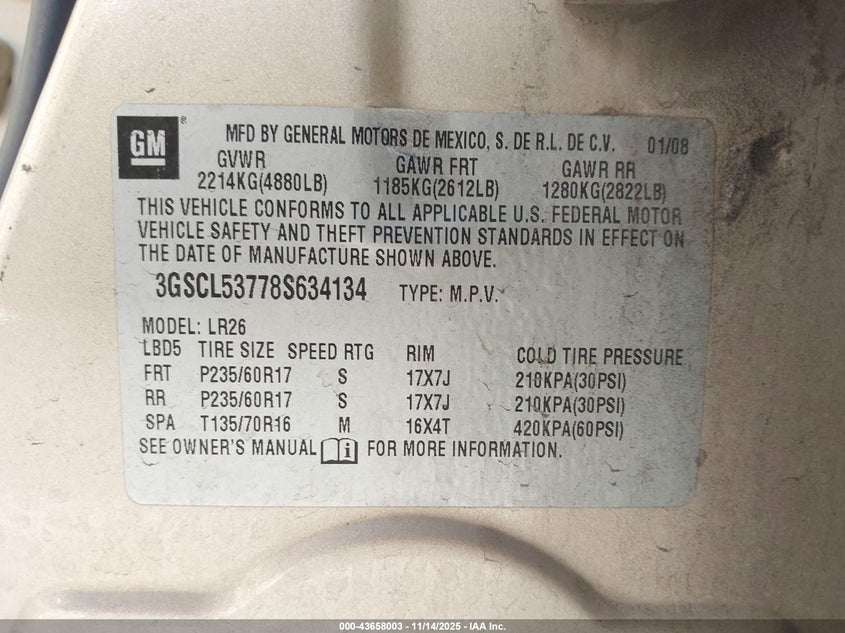 GM® MFD BY GENERAL MOTORS DE MEXICO, S. DE R.L. DE C.V. 01/08
GVWR GAWR FRT GAWR RR
2214KG(4880LB) 1185KG(2612LB) 1280KG(2822LB)
THIS VEHICLE CONFORMS TO ALL APPLICABLE U.S. FEDERAL MOTOR
VEHICLE SAFETY AND THEFT PREVENTION STANDARDS IN EFFECT ON
THE DATE OF MANUFACTURE SHOWN ABOVE.
3GSCL53778S634134 TYPE: M.P.V.
MODEL: LR26
LBD5 TIRE SIZE SPEED RTG RIM COLD TIRE PRESSURE
FRT P235/60R17 S 17X7J 210KPA(30PSI)
RR P235/60R17 S 17X7J 210KPA(30PSI)
SPA T135/70R16 M 16X4T 420KPA(60PSI)
SEE OWNER'S MANUAL i FOR MORE INFORMATION.
000-43658003 — 11/14/2025 — IAA Inc.